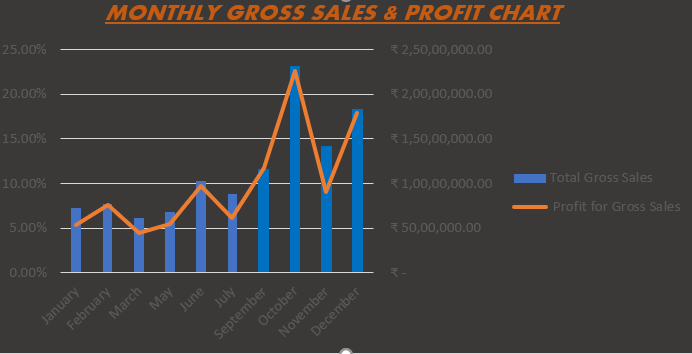 MONTHLY GROSS SALES & PROFIT CHART
25.00%
20.00%
15.00%
10.00%
5.00%
0.00%
₹ 2,50,00,000.00
₹ 2,00,00,000.00
₹ 1,50,00,000.00
₹ 1,00,00,000.00
₹ 50,00,000.00
₹ -
January
February
March
May
June
July
September
October
November
December
Total Gross Sales
Profit for Gross Sales